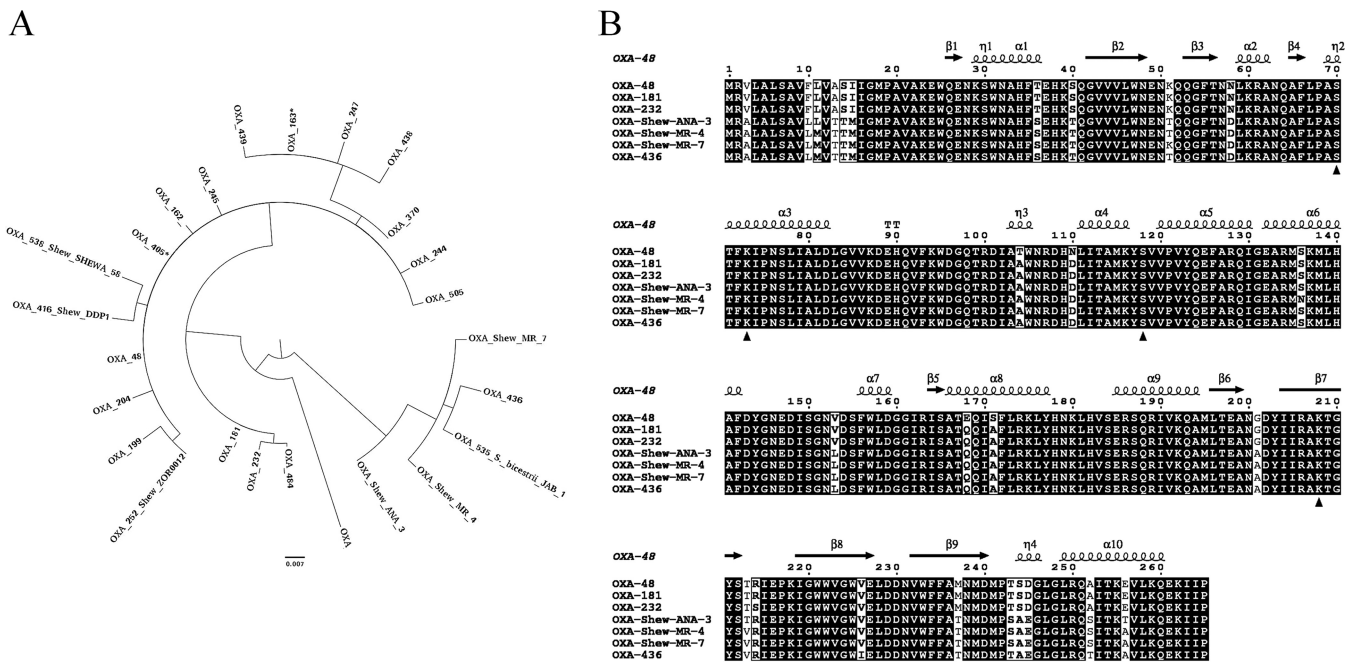 A
B
OXA_439
OXA_163*
OXA_247
OXA_438
OXA_370
OXA_244
OXA_505
OXA_245
OXA_162
OXA_405*
OXA_538_Shew_SHEWA_58
OXA_416_Shew_DDP1
OXA_48
OXA_204
OXA_199
OXA_252_Shew_ZOR0012
OXA_181
OXA_232
OXA_484
OXA
OXA_Shew_ANA_3
OXA_Shew_MR_4
OXA_535_S._bicestrii_JAB_1
OXA_436
OXA_Shew_MR_7
0.007
OXA-48 β1 η1 α1 β2 β3 α2 β4 η2
1 10 20 30 40 50 60 70
OXA-48 MRVLALSAVFLVASIIGMPAVAKEWQENKSWNAHFTEHKSQGVVVLWNENKQQGFTNNLKRANQAFLPAS
OXA-181 MRVLALSAVFLVASIIGMPAVAKEWQENKSWNAHFTEHKSQGVVVLWNENKQQGFTNNLKRANQAFLPAS
OXA-232 MRVLALSAVFLVASIIGMPAVAKEWQENKSWNAHFTEHKSQGVVVLWNENKQQGFTNNLKRANQAFLPAS
OXA-Shew-ANA-3 MRALALSAVLMVTTMIGMPAVAKEWQENKSWNAHFSEHKTQGVVVLWNENTQQGFTNDLKRANQAFLPAS
OXA-Shew-MR-4 MRALALSAVLLVTTMIGMPAVAKEWQENKSWNAHFSEHKTQGVVVLWNENTQQGFTNDLKRANQAFLPAS
OXA-Shew-MR-7 MRALALSAVLMVTTMIGMPAVAKEWQENKSWNAHFSEHKTQGVVVLWNENTQQGFTNDLKRANQAFLPAS
OXA-436 MRALALSAVLMVTTMIGMPAVAKEWQENKSWNAHFSEHKTQGVVVLWNENTQQGFTNDLKRANQAFLPAS
OXA-48 α3 TT η3 α4 α5 α6
80 90 100 110 120 130 140
OXA-48 TFKIPNSLIALDLGVVKDEHQVFKWDGQTRDIATWNRDHNLITAMKYSVVPVYQEFARQIGEARMSKMLH
OXA-181 TFKIPNSLIALDLGVVKDEHQVFKWDGQTRDIAAWNRDHDLITAMKYSVVPVYQEFARQIGEARMSKMLH
OXA-232 TFKIPNSLIALDLGVVKDEHQVFKWDGQTRDIAAWNRDHDLITAMKYSVVPVYQEFARQIGEARMSKMLH
OXA-Shew-ANA-3 TFKIPNSLIALDLGVVKDEHQVFKWDGQTRDIAAWNRDHDLITAMKYSVVPVYQEFARQIGEARMSKMLH
OXA-Shew-MR-4 TFKIPNSLIALDLGVVKDEHQVFKWDGQTRDIAAWNRDHDLITAMKYSVVPVYQEFARQIGEARMNKMLH
OXA-Shew-MR-7 TFKIPNSLIALDLGVVKDEHQVFKWDGQTRDIAAWNRDHDLITAMKYSVVPVYQEFARQIGEARMSKMLH
OXA-436 TFKIPNSLIALDLGVVKDEHQVFKWDGQTRDIAAWNRDHDLITAMKYSVVPVYQEFARQIGEARMSKMLH
OXA-48 α7 β5 α8 α9 β6 β7
150 160 170 180 190 200 210
OXA-48 AFDYGNEDISGNVDSFWLDGGIRISATEQISFLRKLYHNKLHVSERSQRIVKQAMLTEANGDYIIRAKTG
OXA-181 AFDYGNEDISGNVDSFWLDGGIRISATQQIAFLRKLYHNKLHVSERSQRIVKQAMLTEANGDYIIRAKTG
OXA-232 AFDYGNEDISGNVDSFWLDGGIRISATQQIAFLRKLYHNKLHVSERSQRIVKQAMLTEANGDYIIRAKTG
OXA-Shew-ANA-3 AFDYGNEDISGNLDSFWLDGGIRISATQQIAFLRKLYHNKLHVSERSQRIVKQAMLTEANADYIIRAKTG
OXA-Shew-MR-4 AFDYGNEDISGNLDSFWLDGGIRISATQQIAFLRKLYHNKLHVSERSQRIVKQAMLTEANADYIIRAKTG
OXA-Shew-MR-7 AFDYGNEDISGNLDSFWLDGGIRISATQQIAFLRKLYHNKLHVSERSQRIVKQAMLTEANADYIIRAKTG
OXA-436 AFDYGNEDISGNLDSFWLDGGIRISATQQIAFLRKLYHNKLHVSERSQRIVKQAMLTEANADYIIRAKTG
OXA-48 β8 β9 η4 α10
220 230 240 250 260
OXA-48 YSTRIEPKIGWWVGWVELDDNVWFFAMNMDMPTSDGLGLRQAITKEVLKQEKIIP
OXA-181 YSTRIEPKIGWWVGWVELDDNVWFFAMNMDMPTSDGLGLRQAITKEVLKQEKIIP
OXA-232 YSTSIEPKIGWWVGWVELDDNVWFFAMNMDMPTSDGLGLRQAITKEVLKQEKIIP
OXA-Shew-ANA-3 YSTRIEPKIGWWVGWVELDDNVWFFATNMDMPSAEGLGLRQSITKTVLKQEKIIP
OXA-Shew-MR-4 YSVRIEPKIGWWVGWVELDDNVWFFATNMDMPSAEGLGLRQSITKAVLKQEKIIP
OXA-Shew-MR-7 YSVRIEPKIGWWVGWVELDDNVWFFATNMDMPSAEGLGLRQSITKAVLKQEKIIP
OXA-436 YSVRIEPKIGWWVGWIELDDNVWFFATNMDMPTAEGLGLRQTITKAVLKQEKIIP